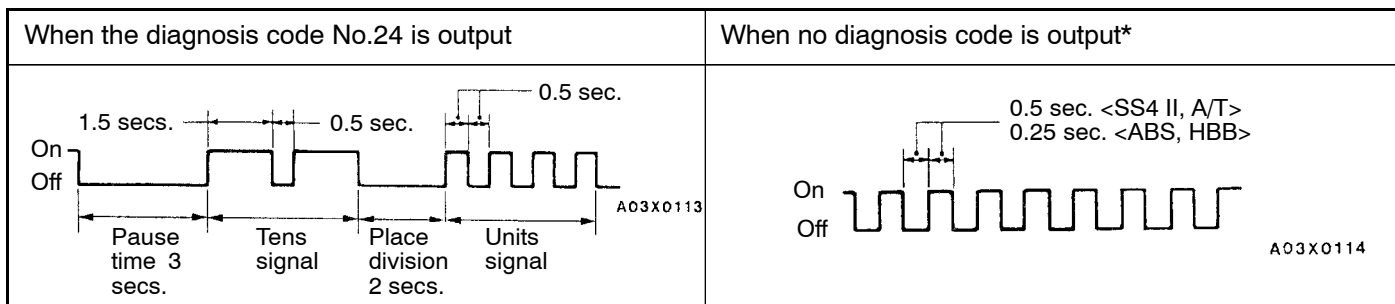 When the diagnosis code No.24 is output
1.5 secs.
0.5 sec.
0.5 sec.
On
Off
A03X0113
Pause
time 3
secs.
Tens
signal
Place
division
2 secs.
Units
signal
When no diagnosis code is output*
0.5 sec. <SS4 II, A/T>
0.25 sec. <ABS, HBB>
On
Off
A03X0114